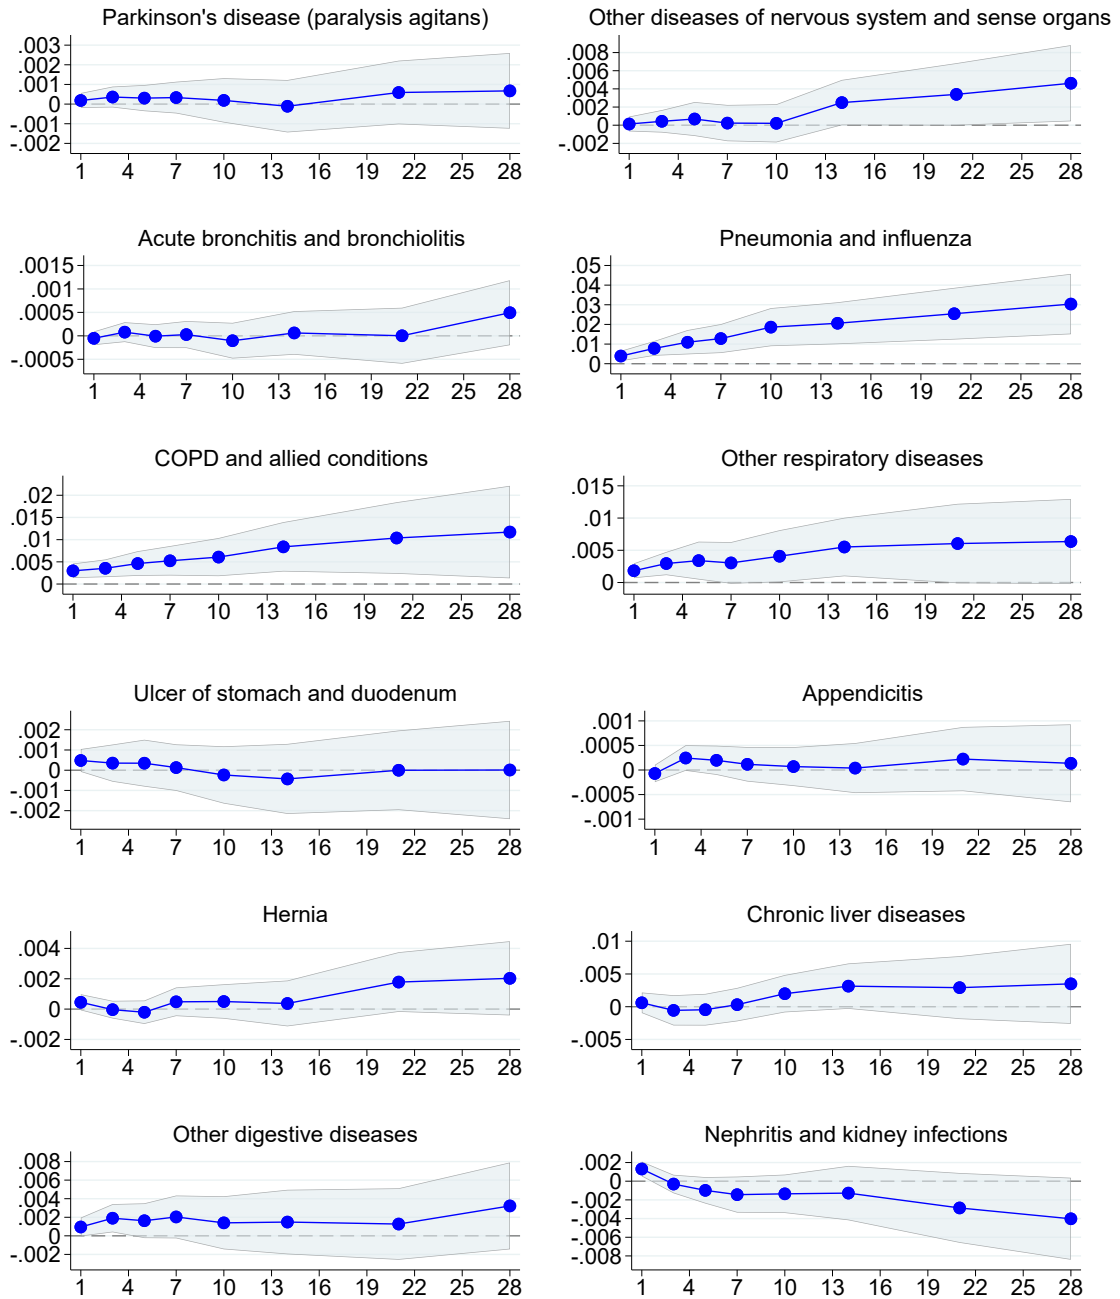 Parkinson's disease (paralysis agitans)
.003
.002
.001
0
-.001
-.002
1 4 7 10 13 16 19 22 25 28
Other diseases of nervous system and sense organs
.008
.006
.004
.002
0
-.002
1 4 7 10 13 16 19 22 25 28
Acute bronchitis and bronchiolitis
.0015
.001
.0005
0
-.0005
1 4 7 10 13 16 19 22 25 28
Pneumonia and influenza
.05
.04
.03
.02
.01
0
1 4 7 10 13 16 19 22 25 28
COPD and allied conditions
.02
.015
.01
.005
0
1 4 7 10 13 16 19 22 25 28
Other respiratory diseases
.015
.01
.005
0
1 4 7 10 13 16 19 22 25 28
Ulcer of stomach and duodenum
.002
.001
0
-.001
-.002
1 4 7 10 13 16 19 22 25 28
Appendicitis
.001
.0005
0
-.0005
-.001
1 4 7 10 13 16 19 22 25 28
Hernia
.004
.002
0
-.002
1 4 7 10 13 16 19 22 25 28
Chronic liver diseases
.01
.005
0
-.005
1 4 7 10 13 16 19 22 25 28
Other digestive diseases
.008
.006
.004
.002
0
-.002
1 4 7 10 13 16 19 22 25 28
Nephritis and kidney infections
.002
0
-.002
-.004
-.006
-.008
1 4 7 10 13 16 19 22 25 28